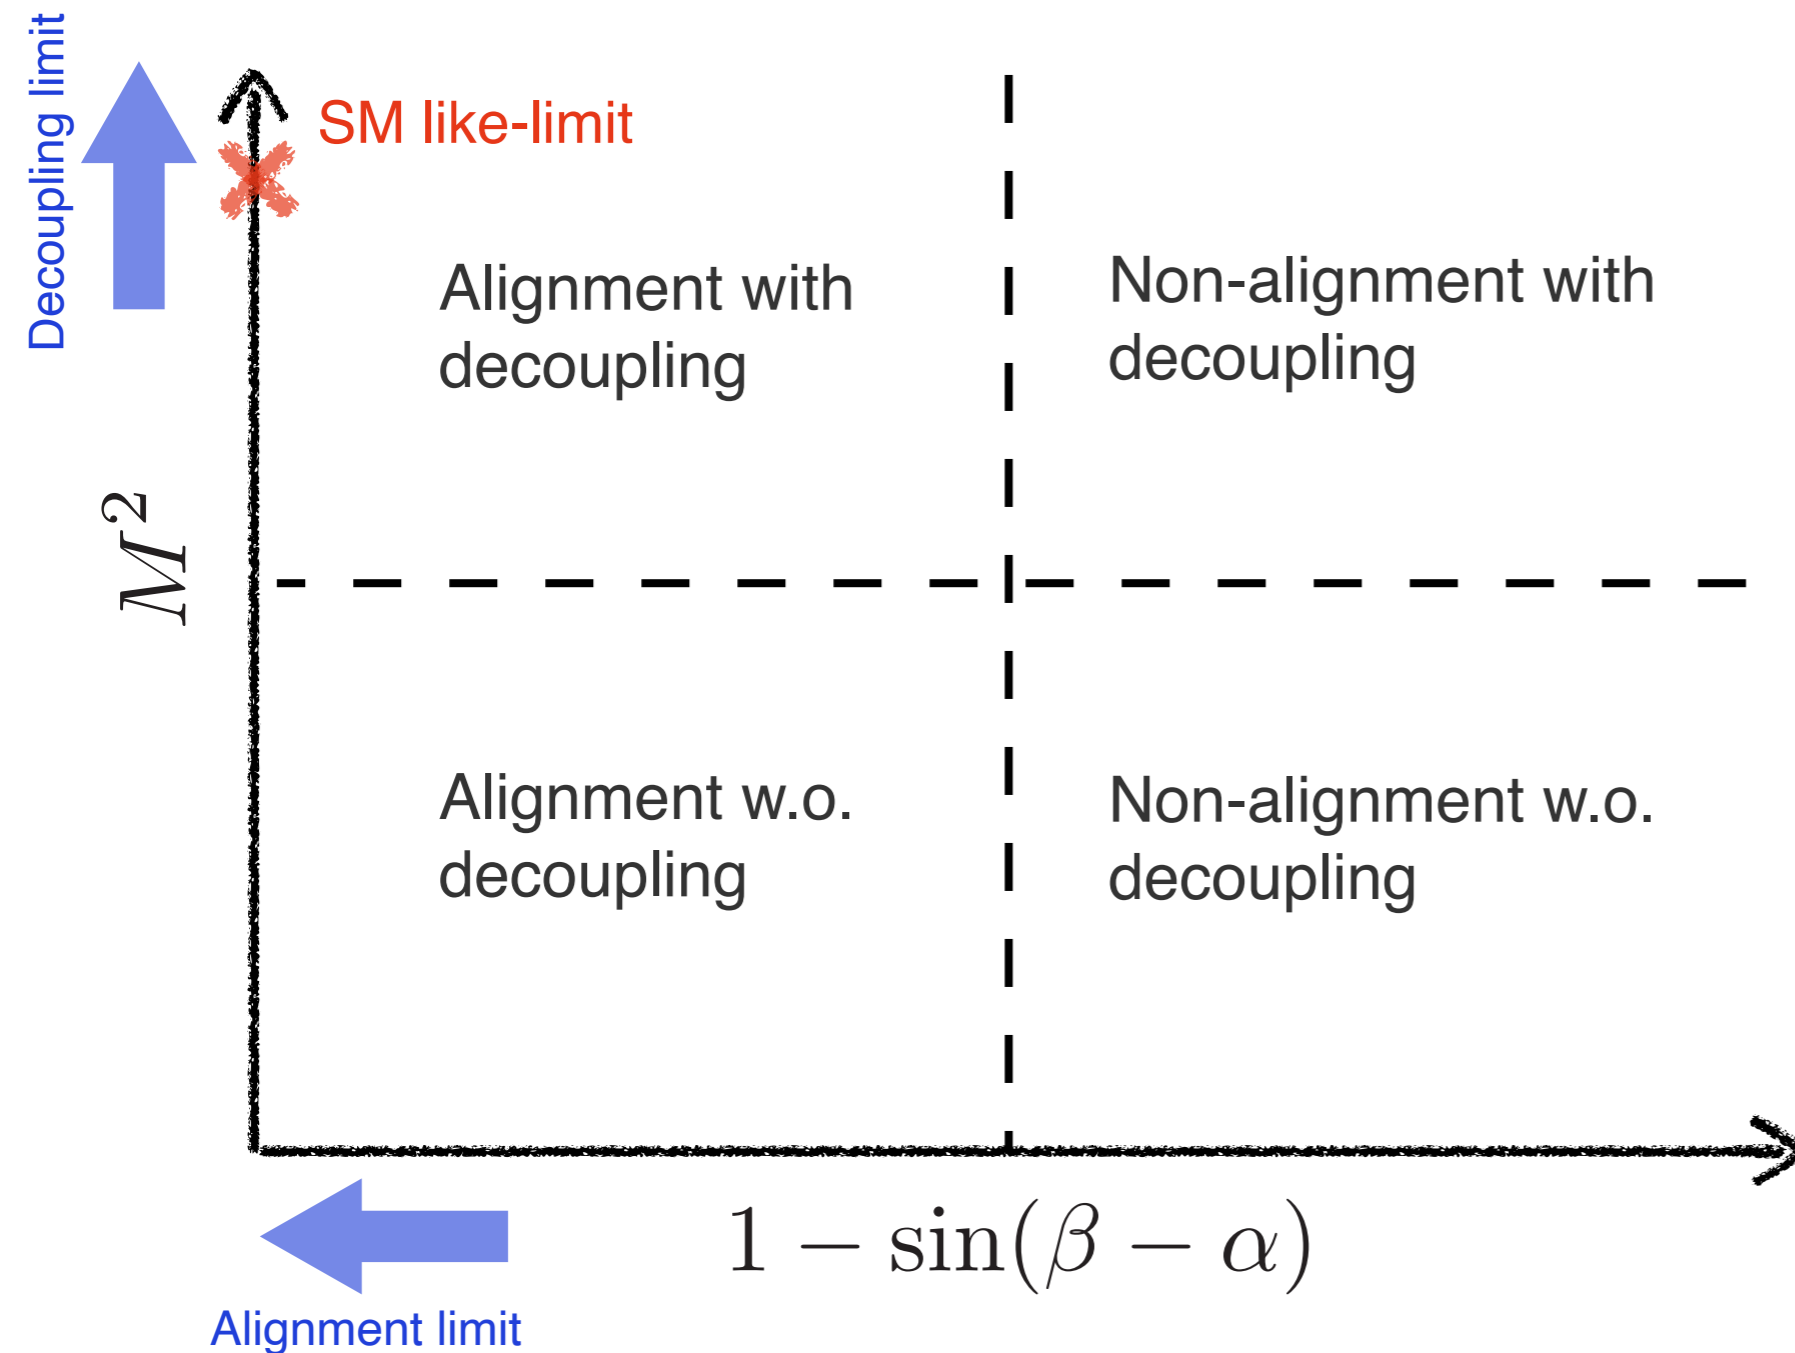 Decoupling limit
SM like-limit
Alignment with
decoupling
Non-alignment with
decoupling
M²
Alignment w.o.
decoupling
Non-alignment w.o.
decoupling
1 − sin(β − α)
Alignment limit